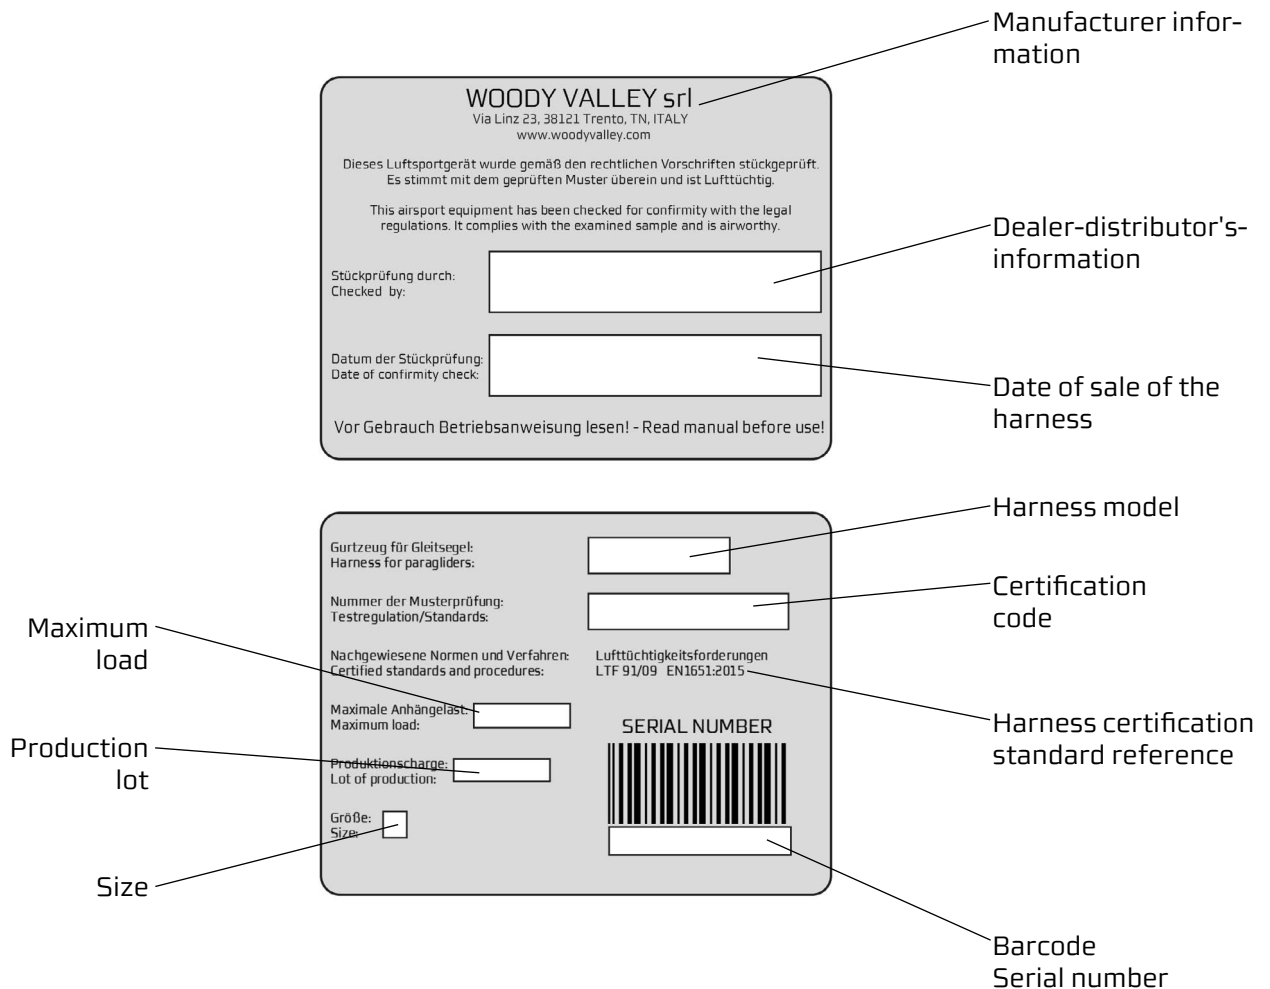 Manufacturer infor-
mation
WOODY VALLEY srl
Via Linz 23, 38121 Trento, TN, ITALY
www.woodyvalley.com
Dieses Luftsportgerät wurde gemäß den rechtlichen Vorschriften stückgeprüft.
Es stimmt mit dem geprüften Muster überein und ist Lufttüchtig.
This airsport equipment has been checked for confirmity with the legal
regulations. It complies with the examined sample and is airworthy.
Dealer-distributor's-
information
Stückprüfung durch:
Checked by:
Datum der Stückprüfung:
Date of confirmity check:
Date of sale of the
harness
Vor Gebrauch Betriebsanweisung lesen! - Read manual before use!
Harness model
Gurtzeug für Gleitsegel:
Harness for paragliders:
Certification
code
Nummer der Musterprüfung:
Testregulation/Standards:
Maximum
load
Nachgewiesene Normen und Verfahren: Lufttüchtigkeitsforderungen
Certified standards and procedures: LTF 91/09 EN1651:2015
Maximale Anhängelast:
Maximum load:
SERIAL NUMBER
Harness certification
standard reference
Production
lot
Produktionscharge:
Lot of production:
Größe:
Size:
Size
Barcode
Serial number